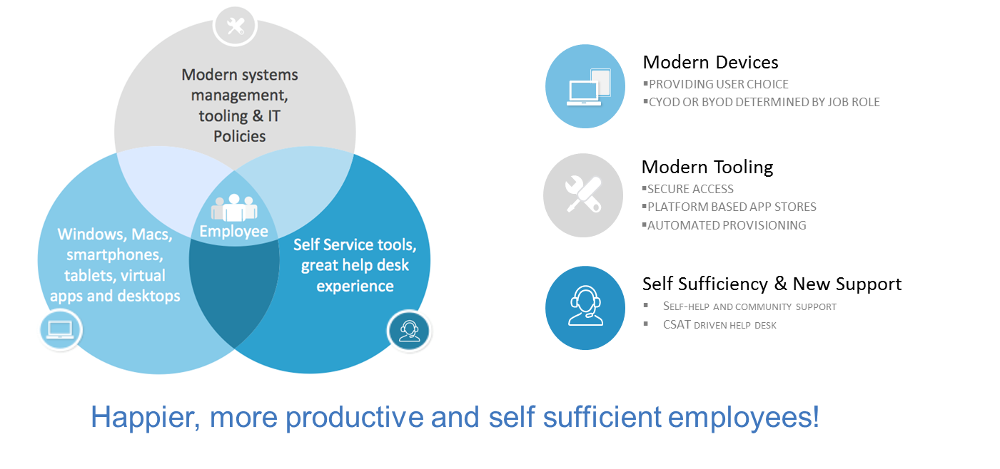 Modern systems
management,
tooling & IT
Policies
Employee
Windows, Macs,
smartphones,
tablets, virtual
apps and desktops
Self Service tools,
great help desk
experience
Modern Devices
▪PROVIDING USER CHOICE
▪CYOD OR BYOD DETERMINED BY JOB ROLE
Modern Tooling
▪SECURE ACCESS
▪PLATFORM BASED APP STORES
▪AUTOMATED PROVISIONING
Self Sufficiency & New Support
▪ SELF-HELP AND COMMUNITY SUPPORT
▪ CSAT DRIVEN HELP DESK
Happier, more productive and self sufficient employees!